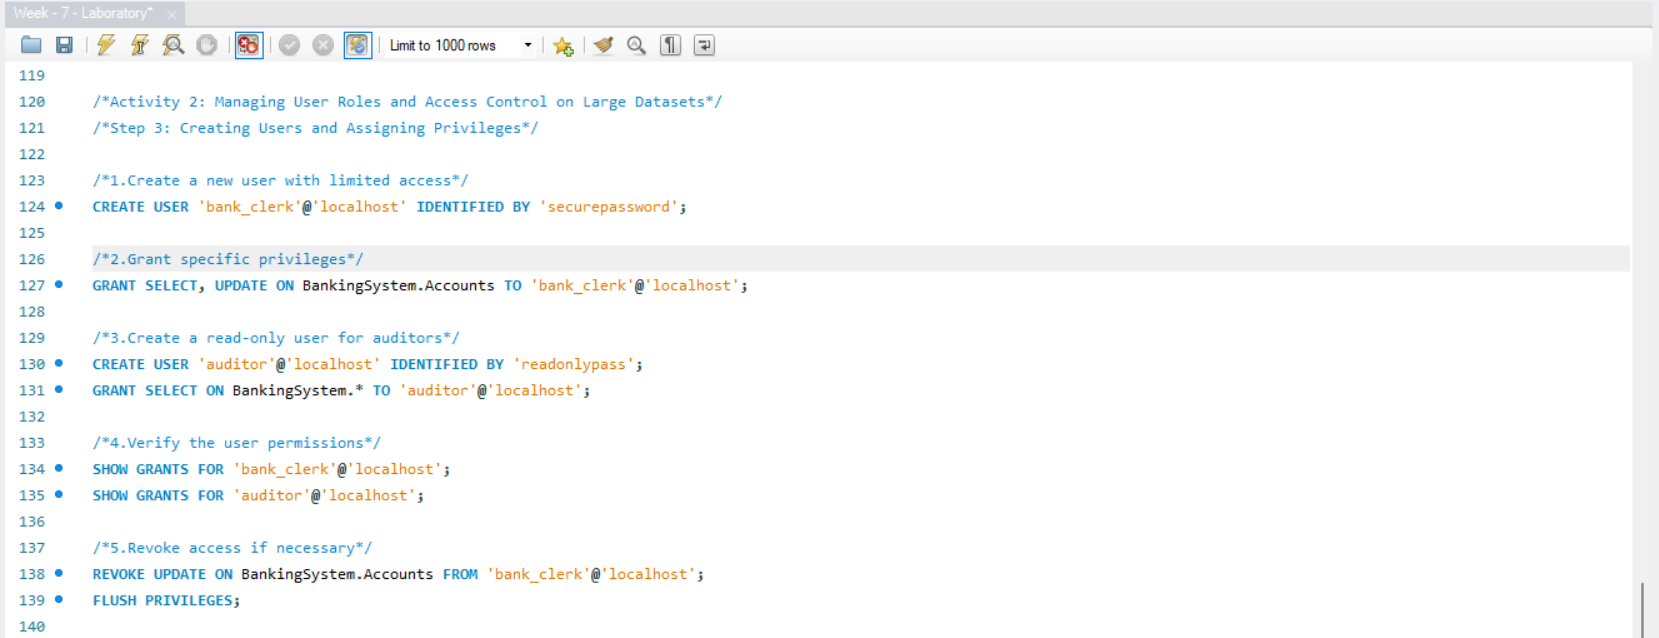 Week - 7 - Laboratory*
Limit to 1000 rows
119
120 /*Activity 2: Managing User Roles and Access Control on Large Datasets*/
121 /*Step 3: Creating Users and Assigning Privileges*/
122
123 /*1.Create a new user with limited access*/
124 CREATE USER 'bank_clerk'@'localhost' IDENTIFIED BY 'securepassword';
125
126 /*2.Grant specific privileges*/
127 GRANT SELECT, UPDATE ON BankingSystem.Accounts TO 'bank_clerk'@'localhost';
128
129 /*3.Create a read-only user for auditors*/
130 CREATE USER 'auditor'@'localhost' IDENTIFIED BY 'readonlypass';
131 GRANT SELECT ON BankingSystem.* TO 'auditor'@'localhost';
132
133 /*4.Verify the user permissions*/
134 SHOW GRANTS FOR 'bank_clerk'@'localhost';
135 SHOW GRANTS FOR 'auditor'@'localhost';
136
137 /*5.Revoke access if necessary*/
138 REVOKE UPDATE ON BankingSystem.Accounts FROM 'bank_clerk'@'localhost';
139 FLUSH PRIVILEGES;
140